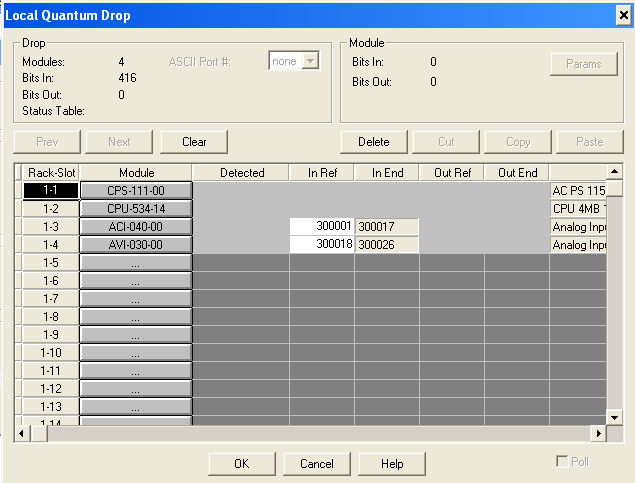 Local Quantum Drop
Drop
Modules: 4 ASCII Port #: none
Bits In: 416
Bits Out: 0
Status Table:
Module
Bits In: 0 Params
Bits Out: 0
Prev Next Clear Delete Cut Copy Paste
Rack-Slot Module Detected In Ref In End Out Ref Out End
1-1 CPS-111-00 AC PS 115
1-2 CPU-534-14 CPU 4MB
1-3 ACI-040-00 300001 300017 Analog Inpu
1-4 AVI-030-00 300018 300026 Analog Inpu
1-5 ...
1-6 ...
1-7 ...
1-8 ...
1-9 ...
1-10 ...
1-11 ...
1-12 ...
1-13 ...
1-14
OK Cancel Help Poll